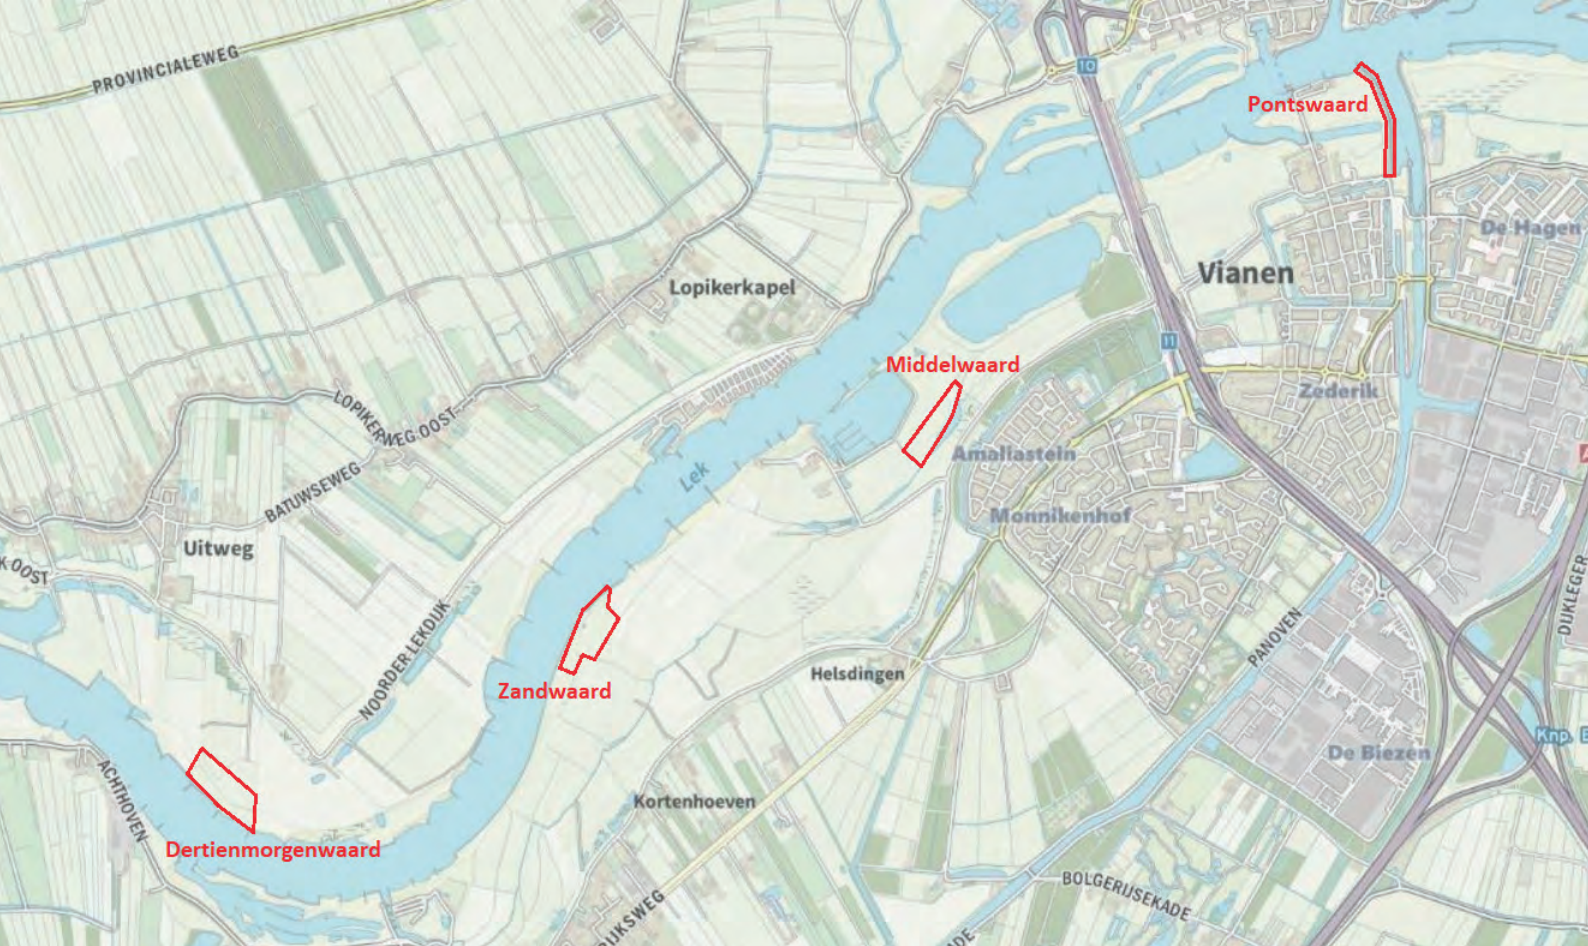 PROVINCIALEWEG
10
Pontswaard
De Hagen
Vianen
Lopikerkapel
11
Middelwaard
Zederik
LOPIKERWEG OOST
Amaliastein
Lek
BATUWSEWEG
Monnikenhof
Uitweg
K OOST
DUKLEGER
NOORDER LEKDIJK
PANOVEN
Helsdingen
Zandwaard
Knp.
De Biezen
ACHTHOVEN
Kortenhoeven
Dertienmorgenwaard
BOLGERIJSEKADE